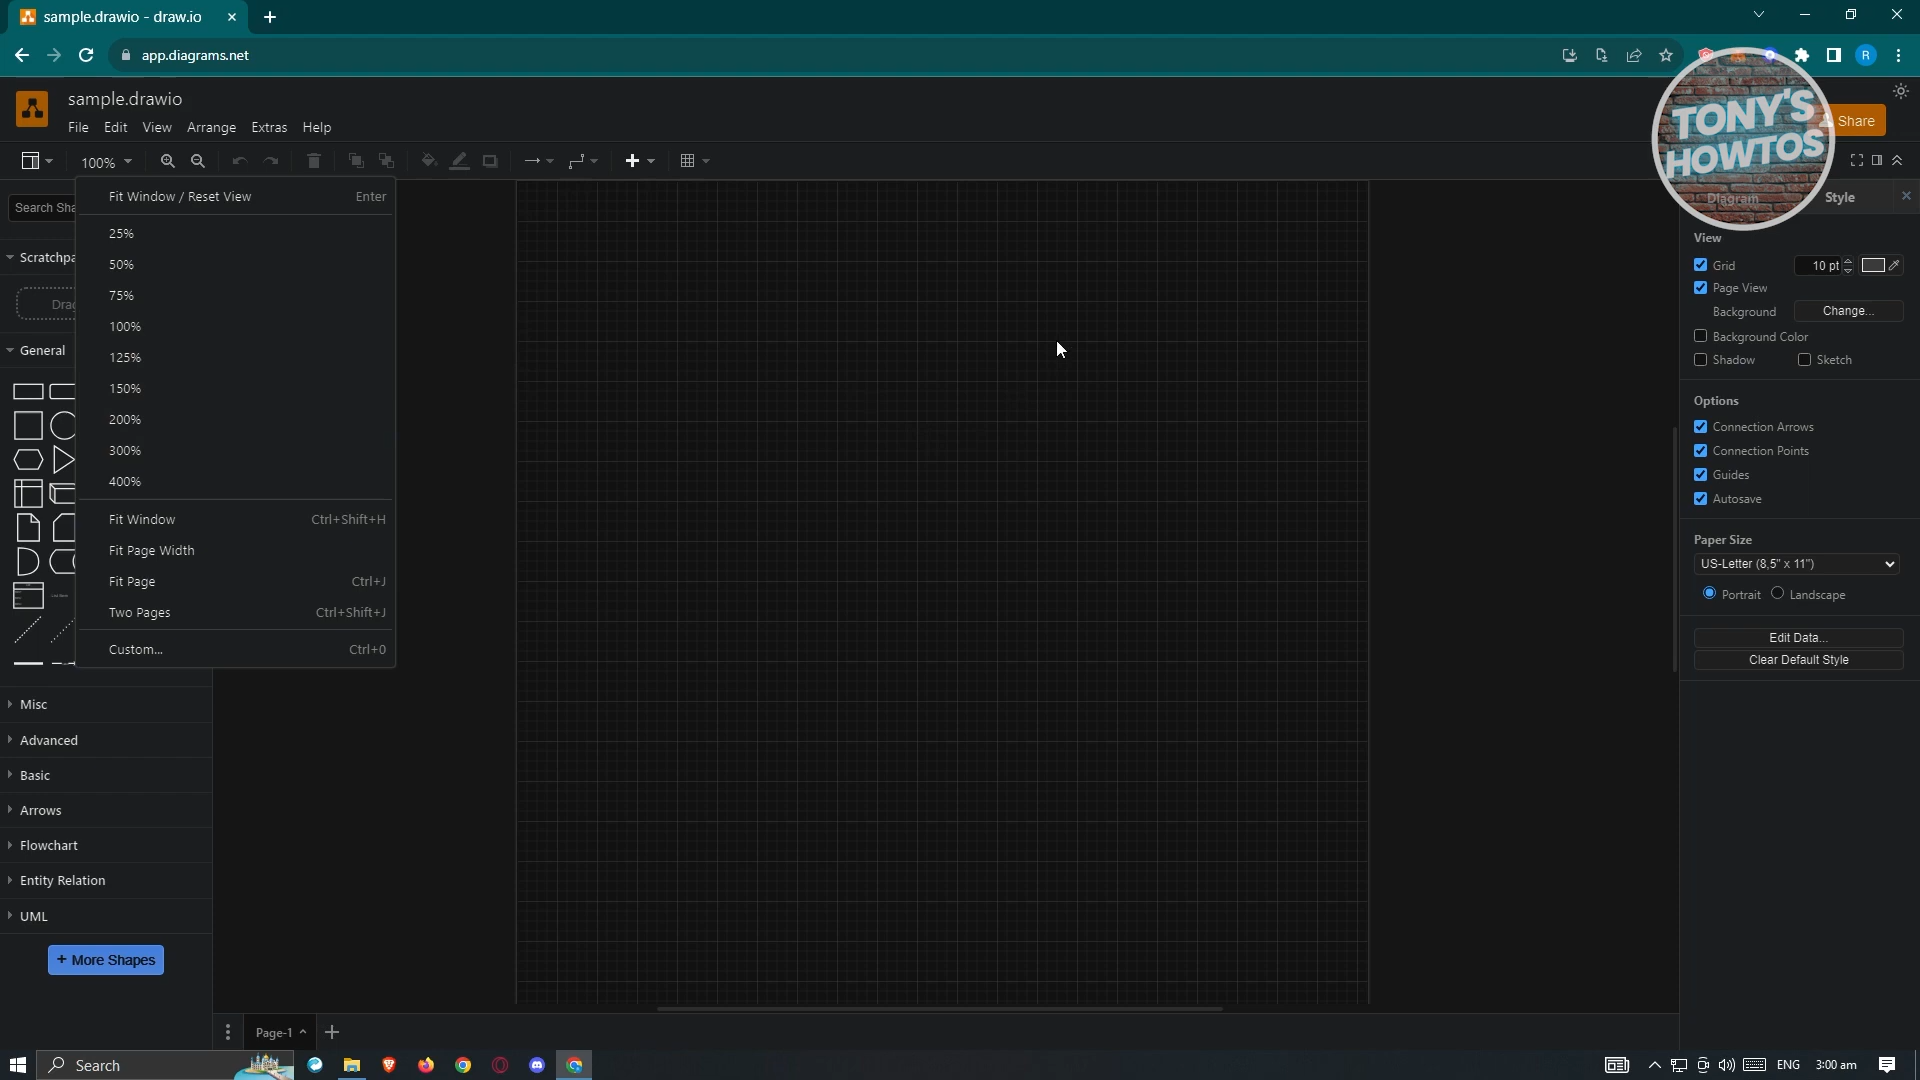 sample.drawio - draw.io
app.diagrams.net
R
sample.drawio
File Edit View Arrange Extras Help
TONY'S
HOWTOS
Share
100%
Search Sha
Diagram
Style
Scratchpa
Drag
General
Fit Window / Reset View Enter
25%
50%
75%
100%
125%
150%
200%
300%
400%
Fit Window Ctrl+Shift+H
Fit Page Width
Fit Page Ctrl+J
Two Pages Ctrl+Shift+J
Custom... Ctrl+0
Misc
Advanced
Basic
Arrows
Flowchart
Entity Relation
UML
+ More Shapes
View
Grid 10 pt
Page View
Background Change...
Background Color
Shadow Sketch
Options
Connection Arrows
Connection Points
Guides
Autosave
Paper Size
US-Letter (8,5" x 11")
Portrait Landscape
Edit Data...
Clear Default Style
Page-1
Search
ENG 3:00 am